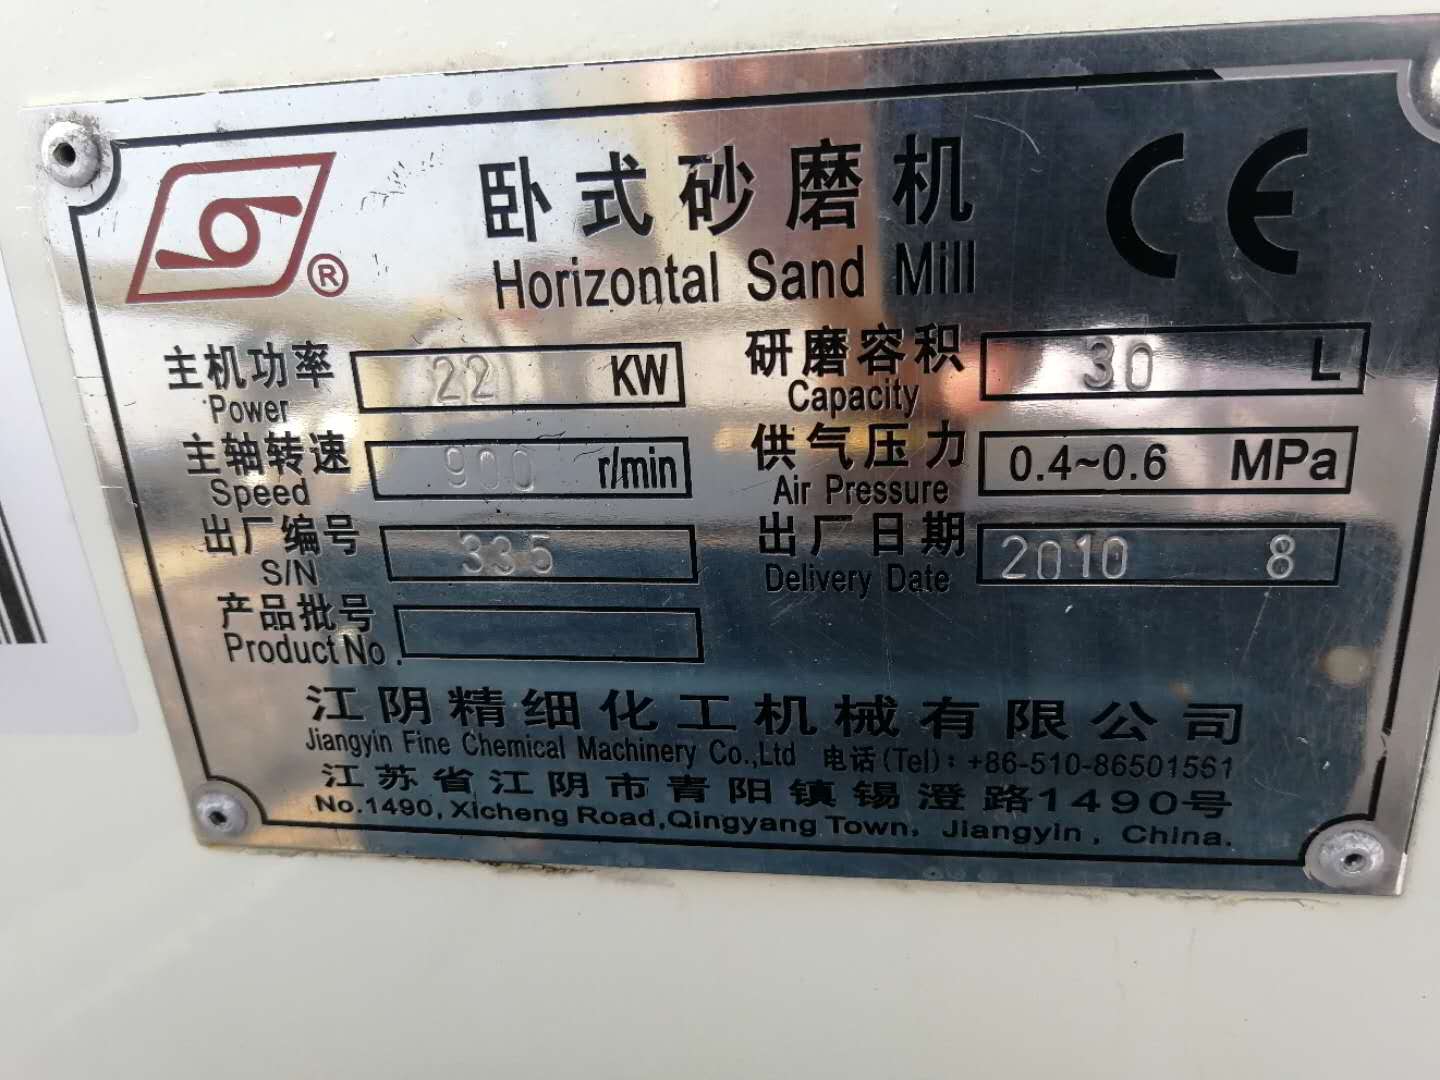 卧式砂磨机 CE
® Horizontal Sand Mill
主机功率 22 KW 研磨容积 30 L
Power Capacity
主轴转速 900 r/min 供气压力 0.4~0.6 MPa
Speed Air Pressure
出厂编号 335 出厂日期 2010 8
S/N Delivery Date
产品批号
Product No.
江阴精细化工机械有限公司
Jiangyin Fine Chemical Machinery Co.,Ltd 电话(Tel): +86-510-86501561
江苏省江阴市青阳镇锡澄路1490号
No.1490, Xicheng Road, Qingyang Town, Jiangyin, China.